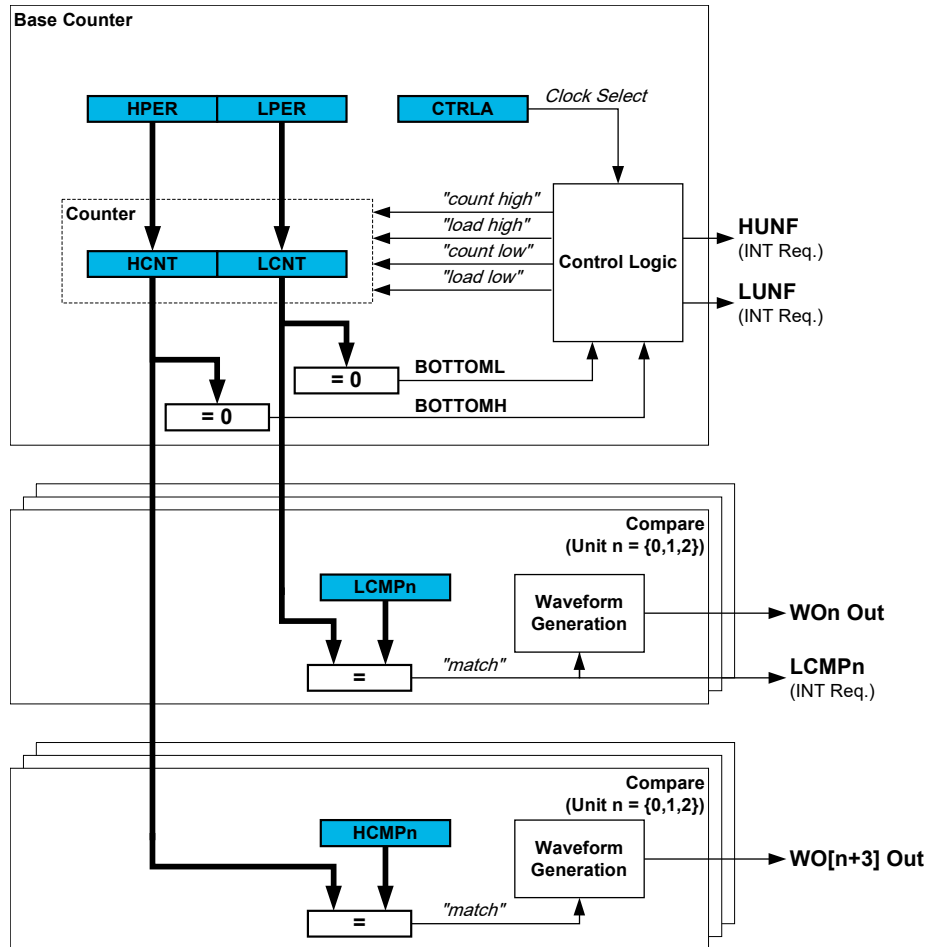 Base Counter
HPER LPER CTRLA Clock Select
"count high"
Counter "load high" HUNF
(INT Req.)
HCNT LCNT "count low" Control Logic
"load low" LUNF
(INT Req.)
= 0 BOTTOML
= 0 BOTTOMH
Compare
(Unit n = {0,1,2})
LCMPn
Waveform
Generation
WOn Out
= "match" LCMPn
(INT Req.)
Compare
(Unit n = {0,1,2})
HCMPn
Waveform
Generation
WO[n+3] Out
= "match"